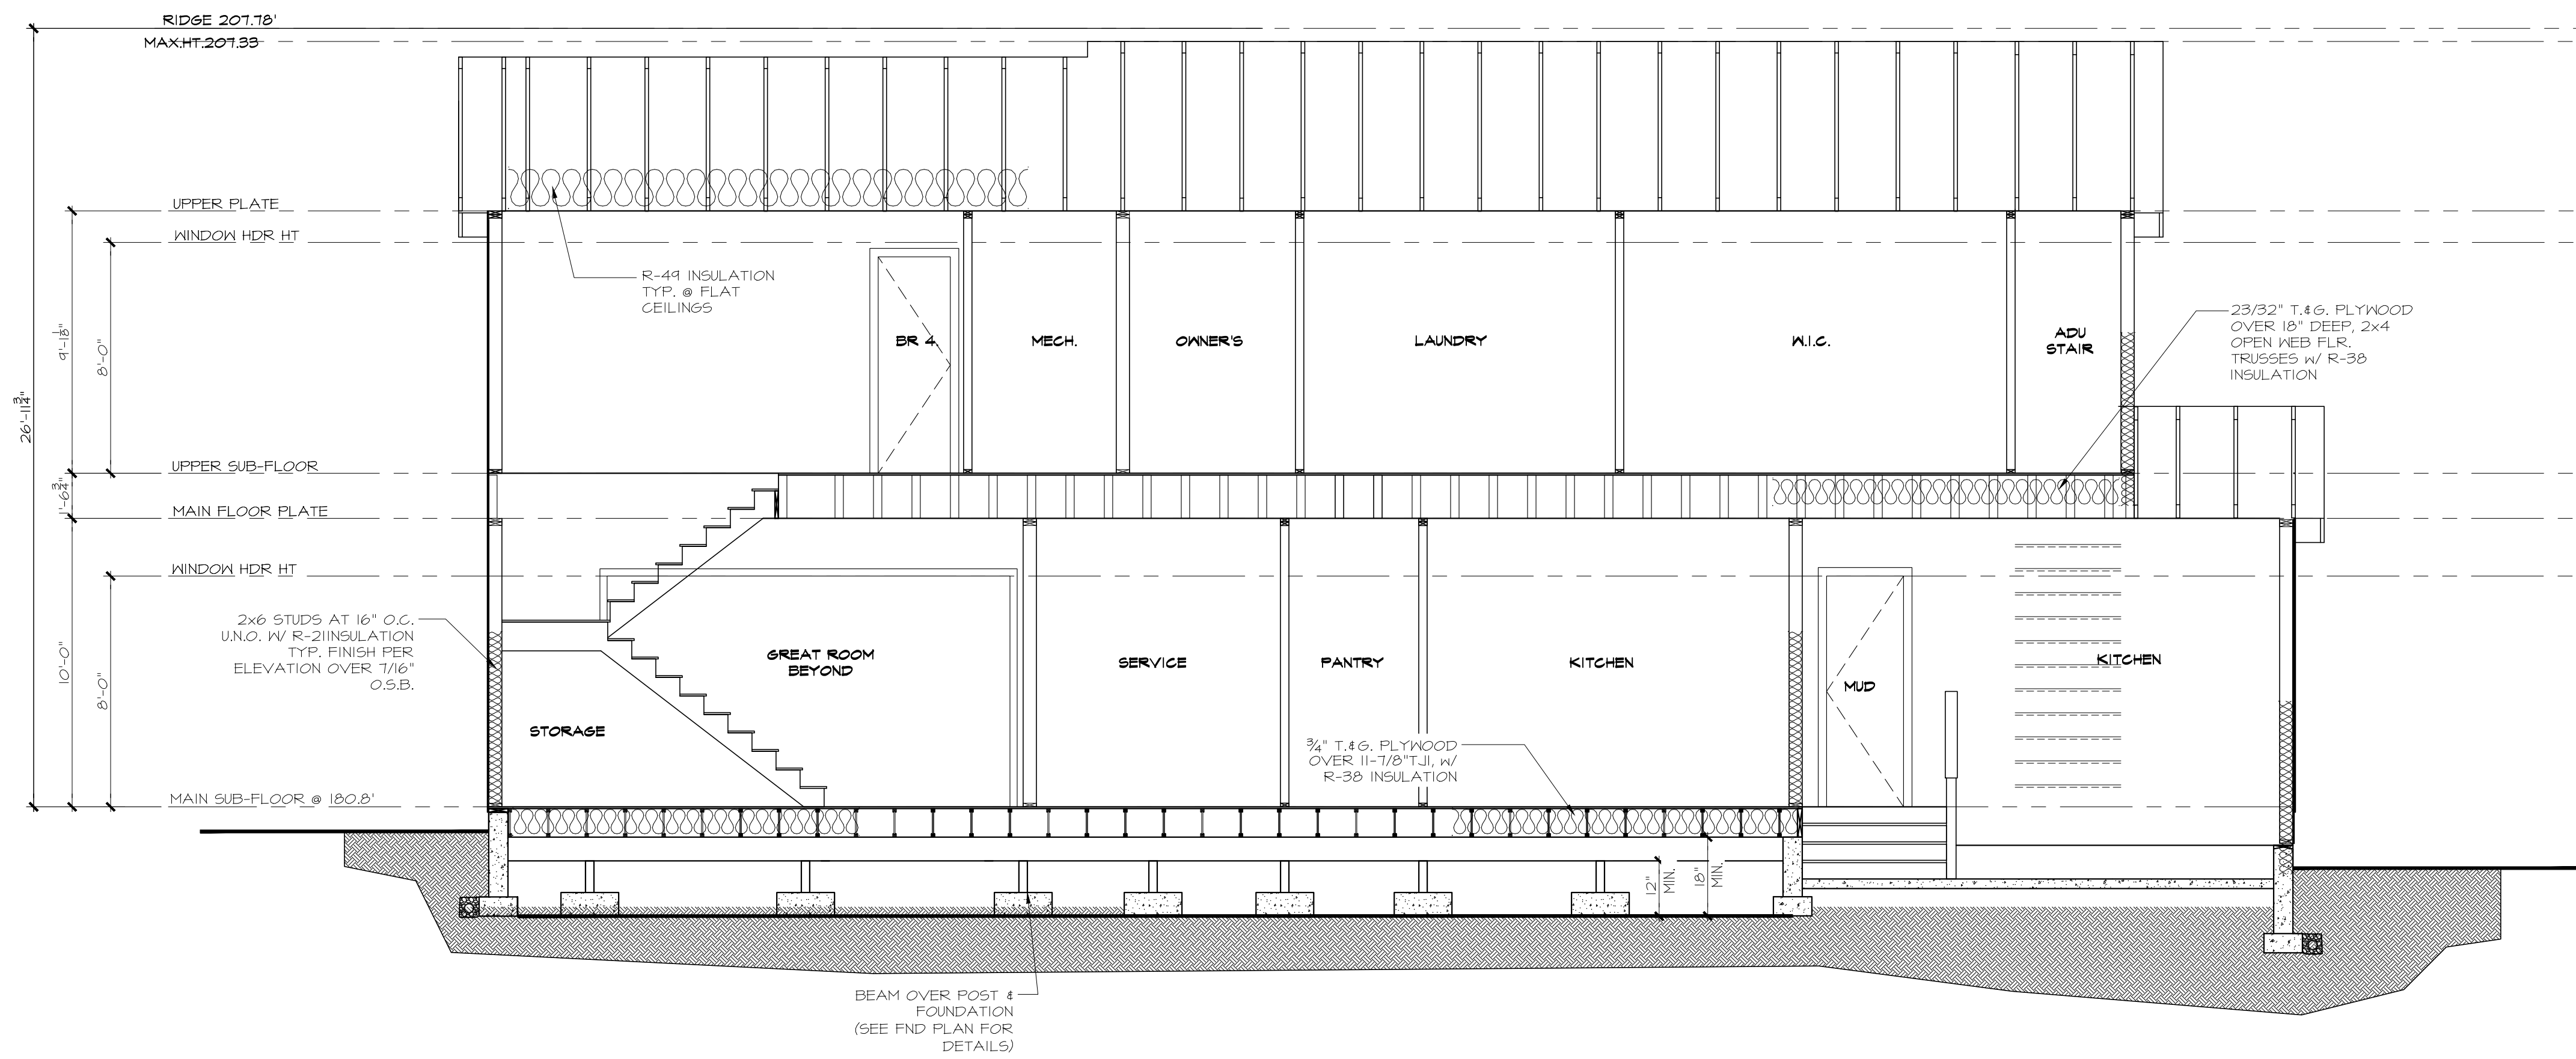 RIDGE 207.78'
MAX.HT.207.33
UPPER PLATE
WINDOW HDR HT
R-49 INSULATION
TYP. @ FLAT
CEILINGS
23/32" T.&G. PLYWOOD
OVER 18" DEEP, 2x4
OPEN WEB FLR.
TRUSSES W/ R-38
INSULATION
BR 4
MECH.
OWNER'S
LAUNDRY
W.I.C.
ADU
STAIR
9'-1 1/8"
8'-0"
26'-11 3/4"
UPPER SUB-FLOOR
1'-6 3/4"
MAIN FLOOR PLATE
WINDOW HDR HT
2x6 STUDS AT 16" O.C.
U.N.O. W/ R-21INSULATION
TYP. FINISH PER
ELEVATION OVER 7/16"
O.S.B.
10'-0"
8'-0"
GREAT ROOM
BEYOND
SERVICE
PANTRY
KITCHEN
MUD
KITCHEN
STORAGE
3/4" T.&G. PLYWOOD
OVER 11-7/8"TJI, W/
R-38 INSULATION
MAIN SUB-FLOOR @ 180.8'
12"
MIN.
18"
MIN.
BEAM OVER POST &
FOUNDATION
(SEE FND PLAN FOR
DETAILS)